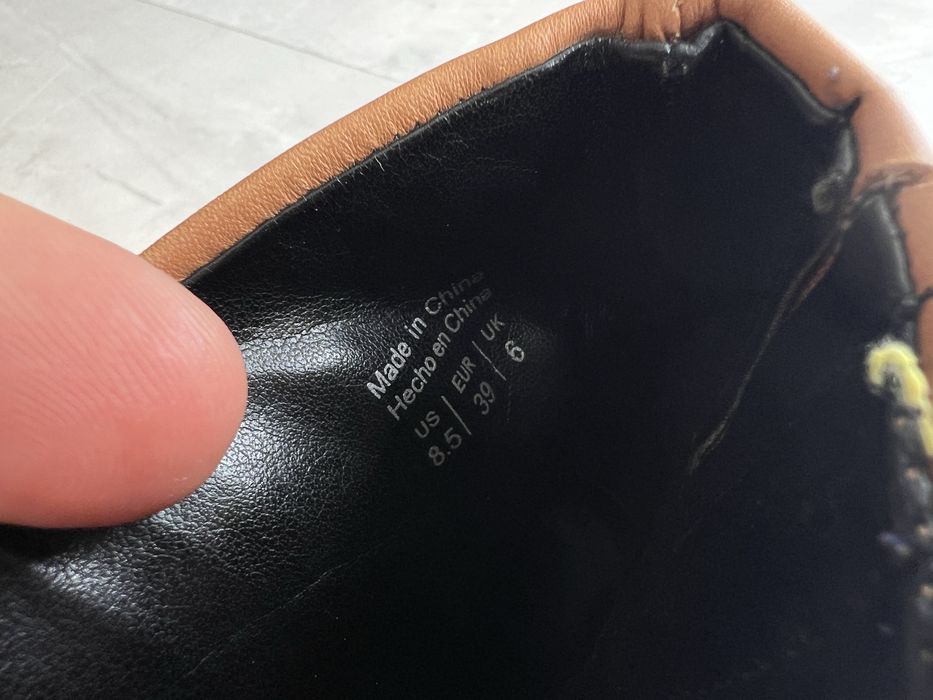 Made in China
Hecho en China
US | EUR | UK
8.5 | 39 | 6